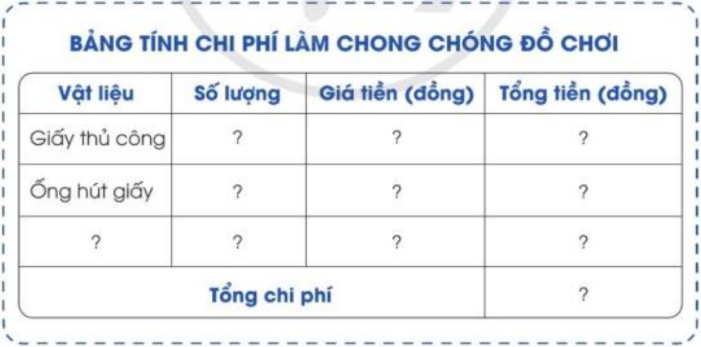 BẢNG TÍNH CHI PHÍ LÀM CHONG CHÓNG ĐỒ CHƠI
Vật liệu Số lượng Giá tiền (đồng) Tổng tiền (đồng)
Giấy thủ công ? ? ?
Ống hút giấy ? ? ?
? ? ? ?
Tổng chi phí ?